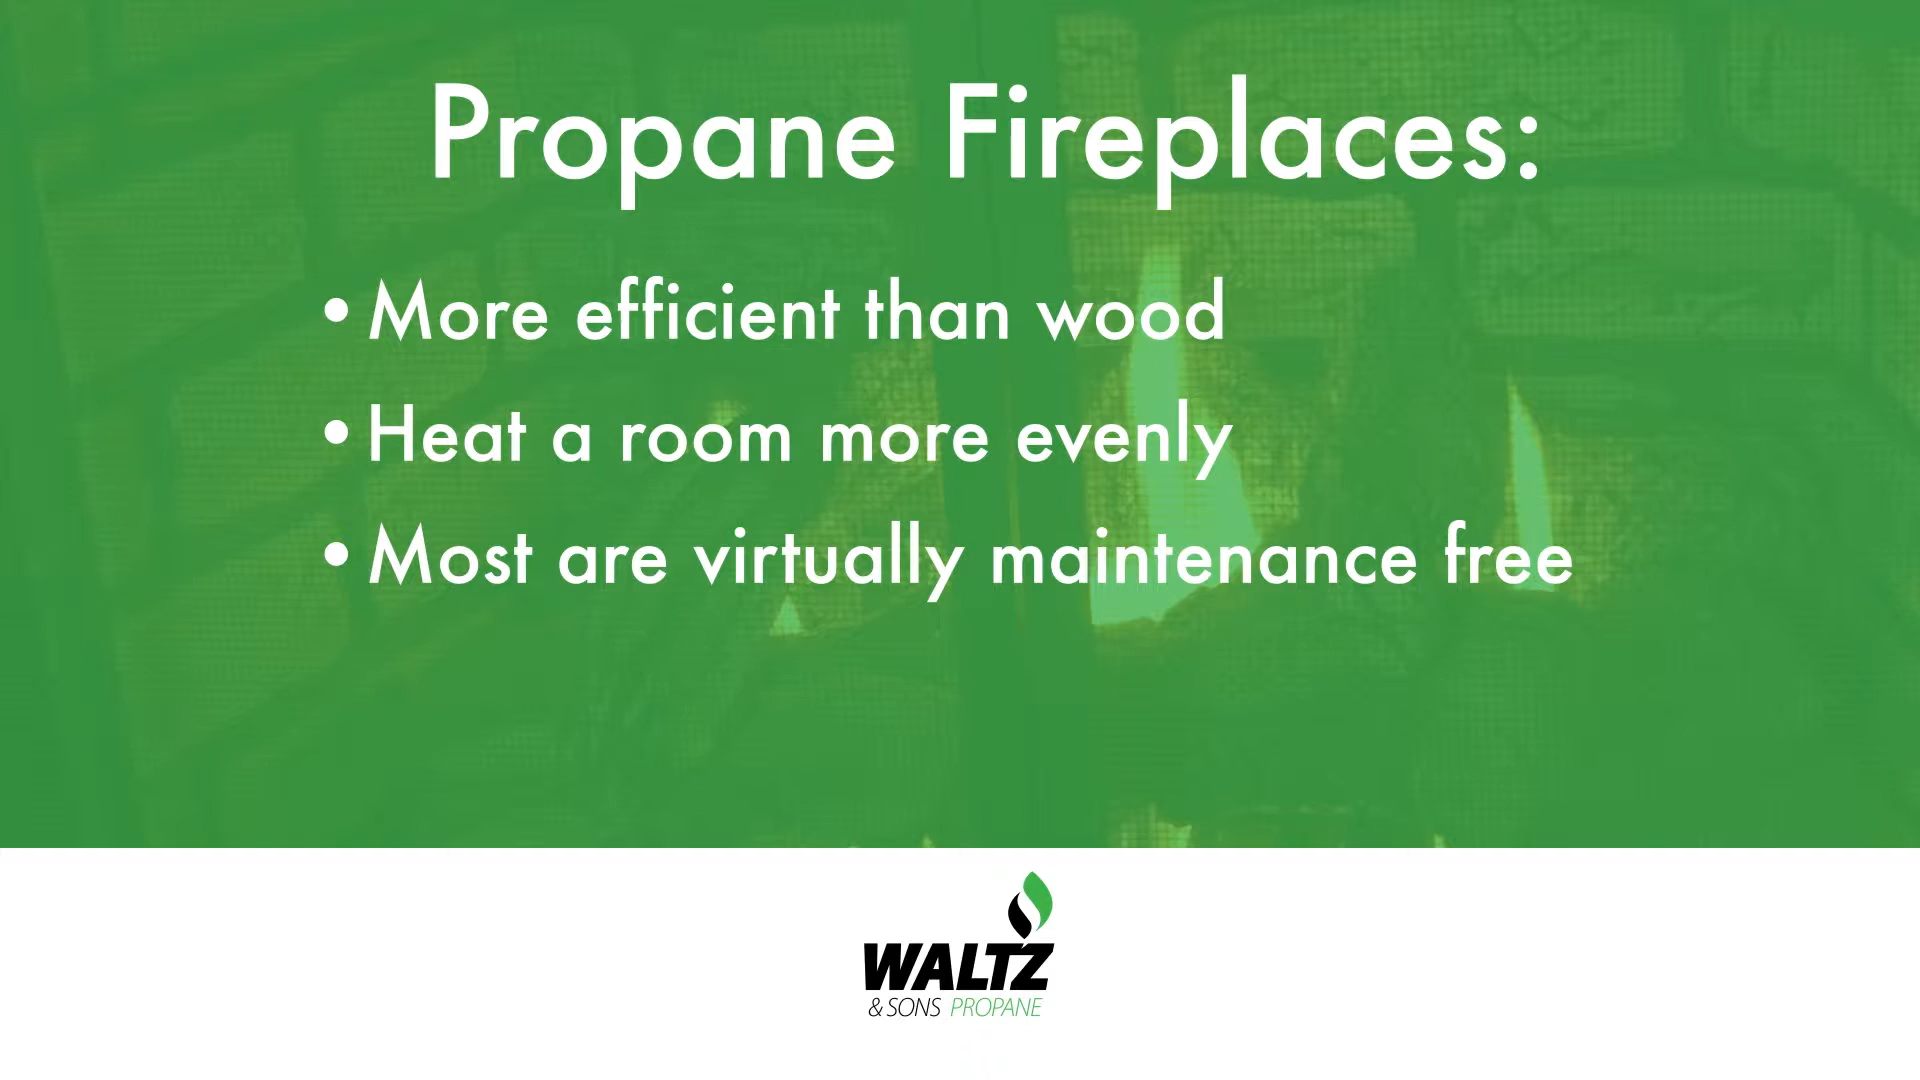 Propane Fireplaces:
•More efficient than wood
•Heat a room more evenly
•Most are virtually maintenance free
WALTZ
& SONS PROPANE